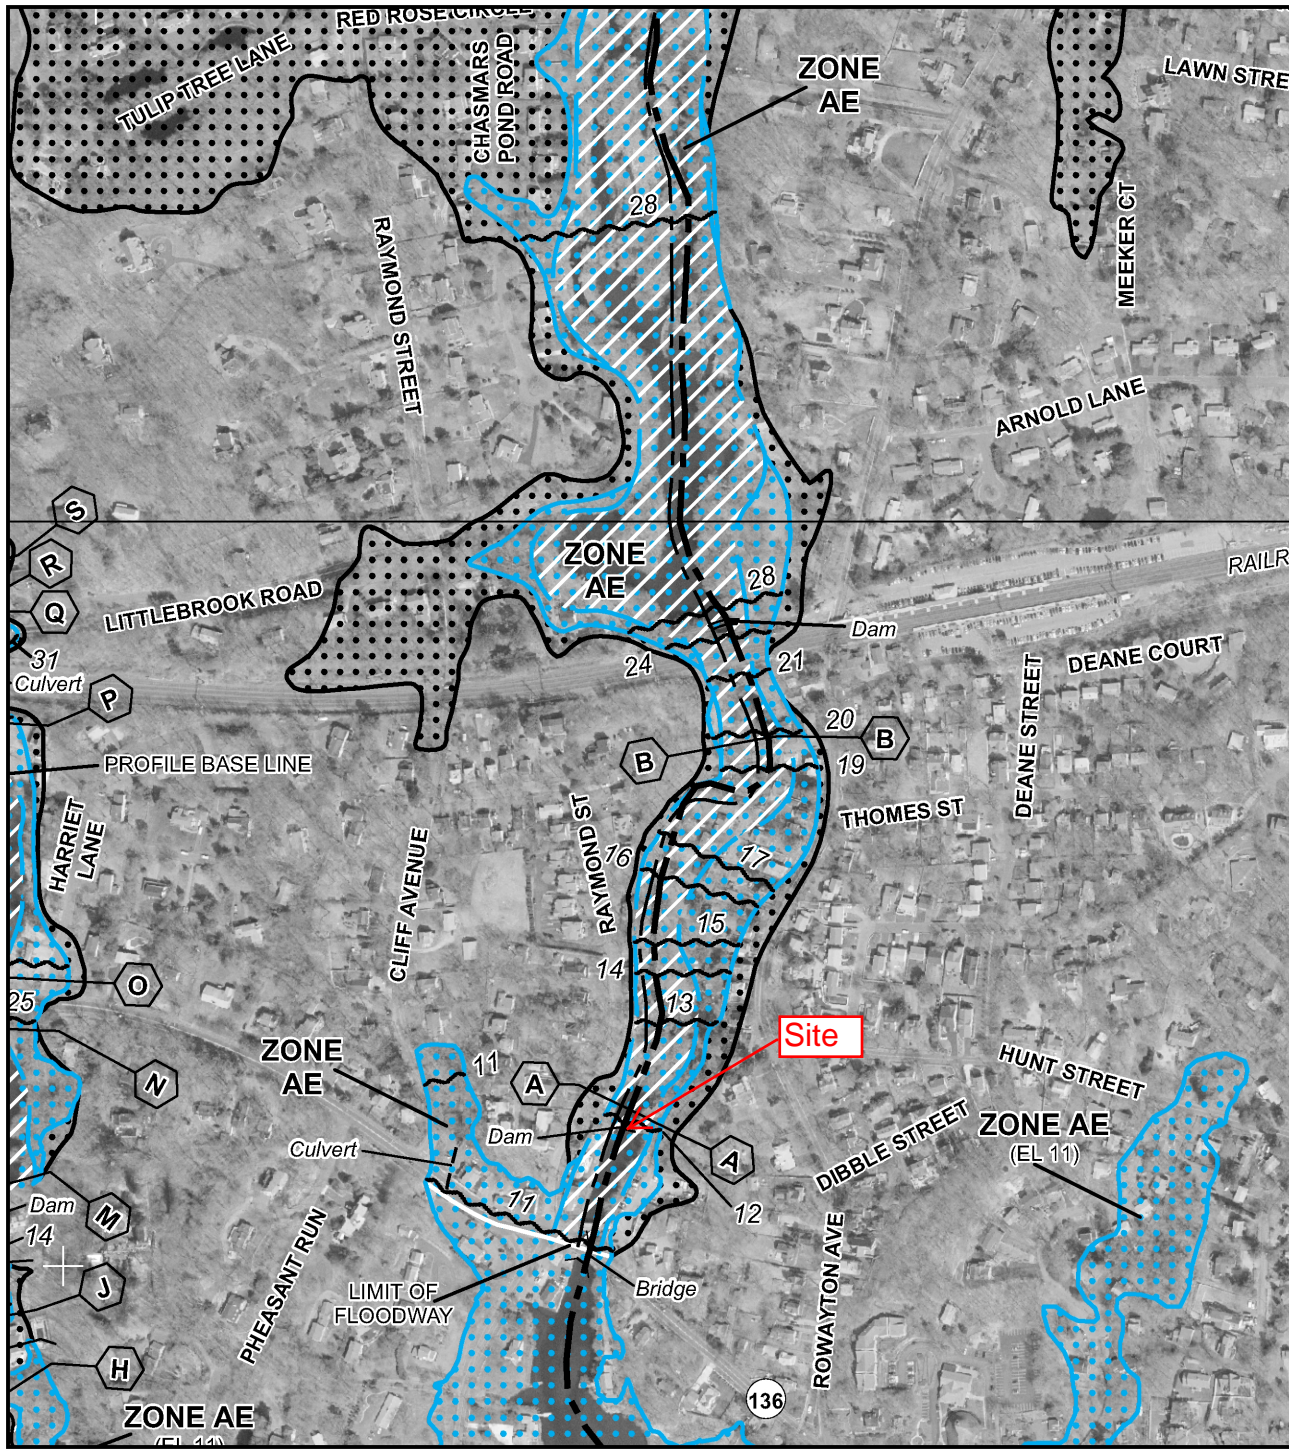 RED ROSE CIRCLE
TULIP TREE LANE
CHASMARS
POND ROAD
ZONE
AE
LAWN STRE
28
RAYMOND STREET
MEEKER CT
ARNOLD LANE
S
R
Q
LITTLEBROOK ROAD
ZONE
AE
28
RAILR
Dam
31
Culvert
24
21
DEANE COURT
P
20
B
B
19
PROFILE BASE LINE
DEANE STREET
THOMES ST
HARRIET
LANE
CLIFF AVENUE
RAYMOND ST
16
17
15
14
O
25
13
Site
ZONE
AE
11
A
N
HUNT STREET
Dam
ZONE AE
(EL 11)
Culvert
A
DIBBLE STREET
11
12
Dam
14
M
PHEASANT RUN
ROWAYTON AVE
J
LIMIT OF
FLOODWAY
Bridge
H
136
ZONE AE
(EL 11)